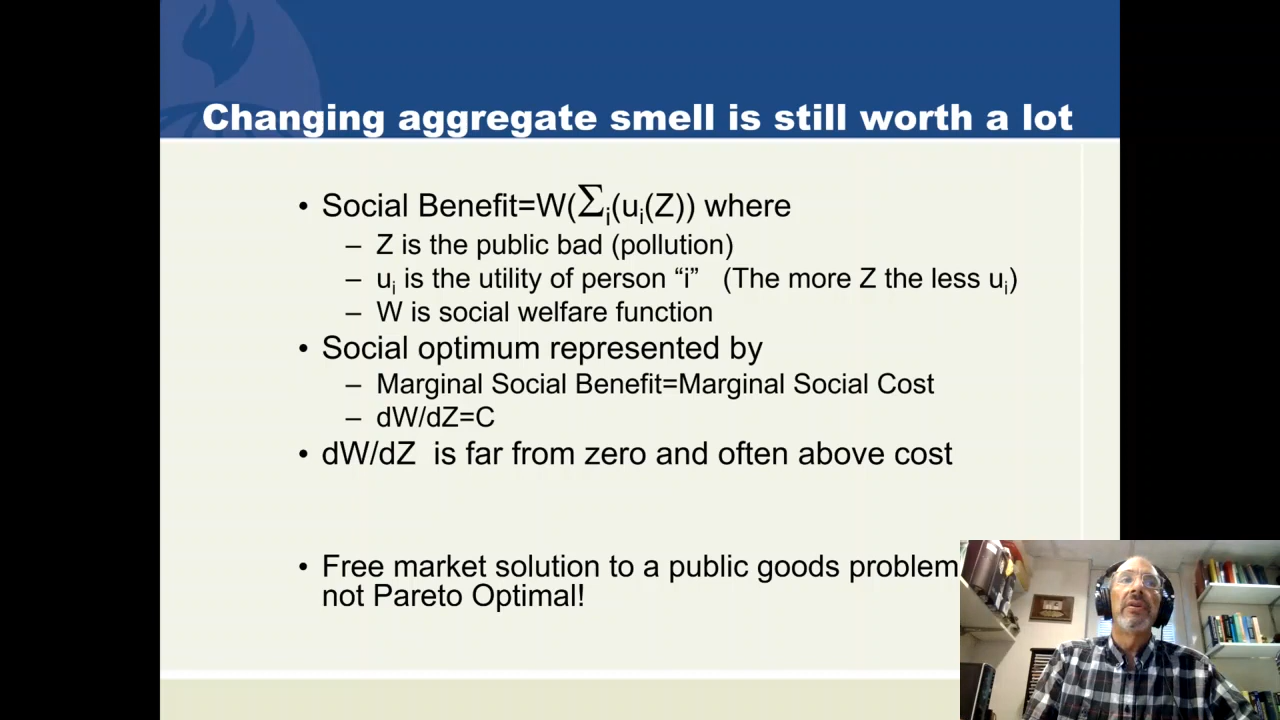 Changing aggregate smell is still worth a lot
• Social Benefit=W(∑i(ui(Z)) where
– Z is the public bad (pollution)
– ui is the utility of person “i” (The more Z the less ui)
– W is social welfare function
• Social optimum represented by
– Marginal Social Benefit=Marginal Social Cost
– dW/dZ=C
• dW/dZ is far from zero and often above cost
• Free market solution to a public goods problem
not Pareto Optimal!